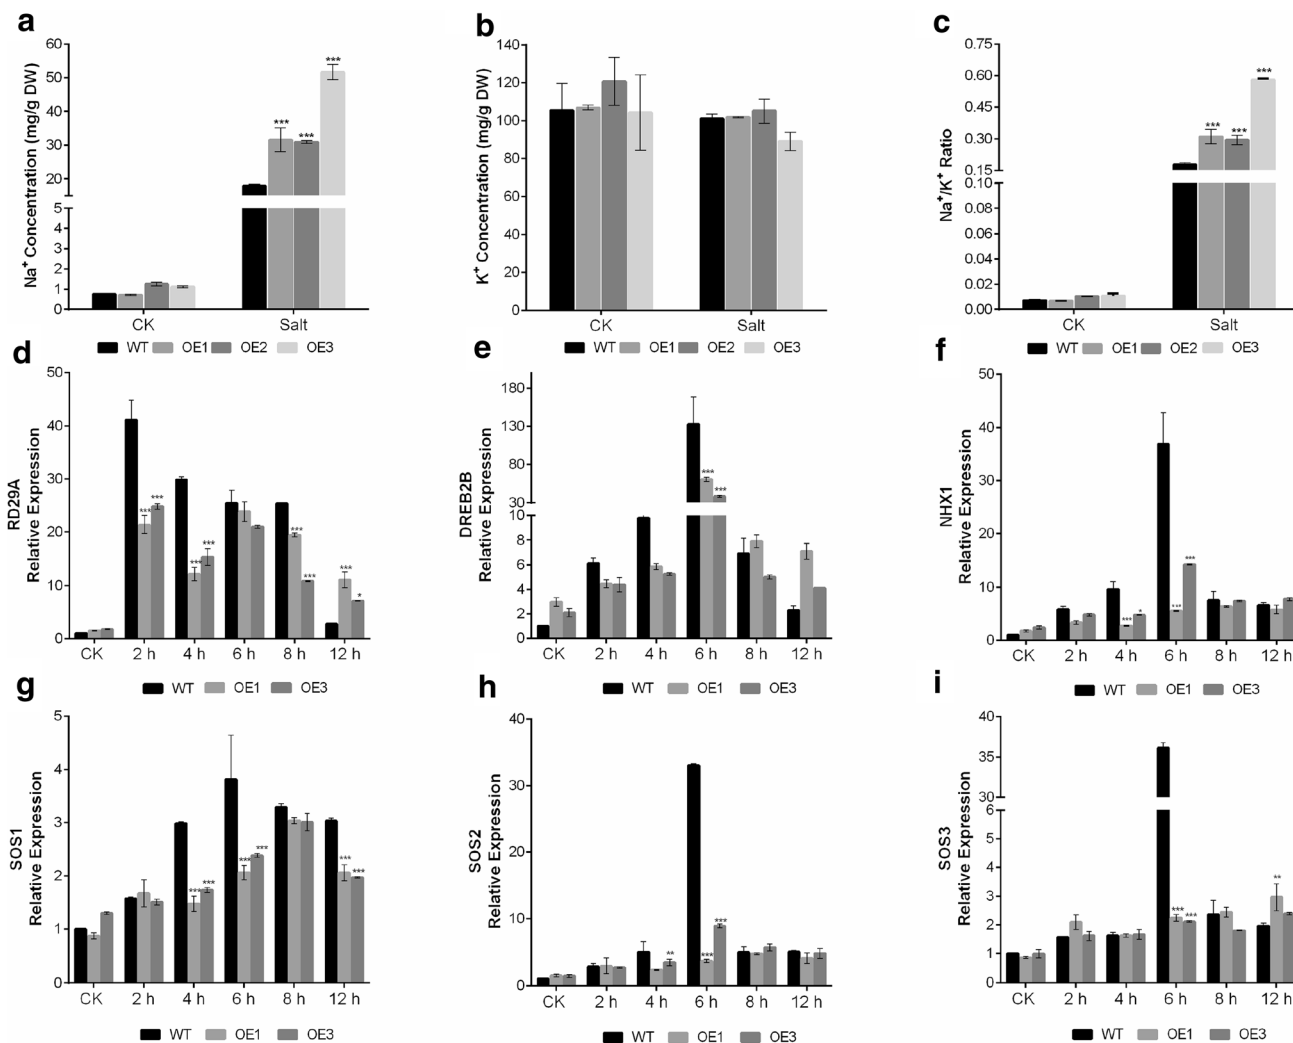 a
Na+ Concentration (mg/g DW)
60
50
40
30
20
5
4
3
2
1
0
***
***
***
CK
Salt
WT OE1 OE2 OE3
b
K+ Concentration (mg/g DW)
140
120
100
80
60
40
20
0
CK
Salt
WT OE1 OE2 OE3
c
Na+/K+ Ratio
0.75
0.60
0.45
0.30
0.15
0.10
0.08
0.06
0.04
0.02
0.00
***
***
***
CK
Salt
WT OE1 OE2 OE3
d
RD29A
Relative Expression
50
40
30
20
10
0
***
***
***
***
***
***
***
*
CK 2 h 4 h 6 h 8 h 12 h
WT OE1 OE3
e
DREB2B
Relative Expression
180
130
80
30
10
8
6
4
2
0
***
***
CK 2 h 4 h 6 h 8 h 12 h
WT OE1 OE3
f
NHX1
Relative Expression
50
40
30
20
10
0
***
*
***
***
CK 2 h 4 h 6 h 8 h 12 h
WT OE1 OE3
g
SOS1
Relative Expression
5
4
3
2
1
0
***
***
***
***
***
***
CK 2 h 4 h 6 h 8 h 12 h
WT OE1 OE3
h
SOS2
Relative Expression
40
30
20
10
0
**
***
***
CK 2 h 4 h 6 h 8 h 12 h
WT OE1 OE3
i
SOS3
Relative Expression
40
35
30
6
5
4
3
2
1
0
***
***
**
CK 2 h 4 h 6 h 8 h 12 h
WT OE1 OE3